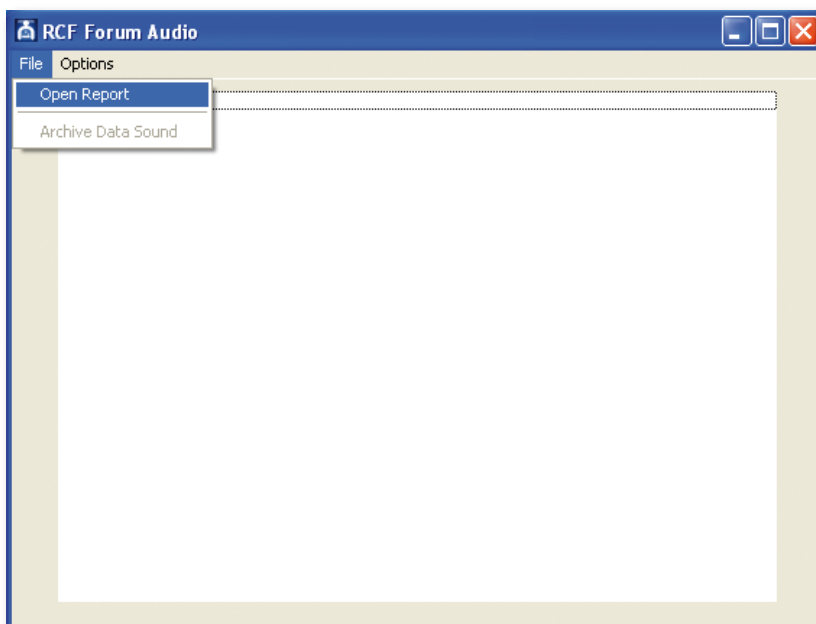 RCF Forum Audio
File Options
Open Report
Archive Data Sound